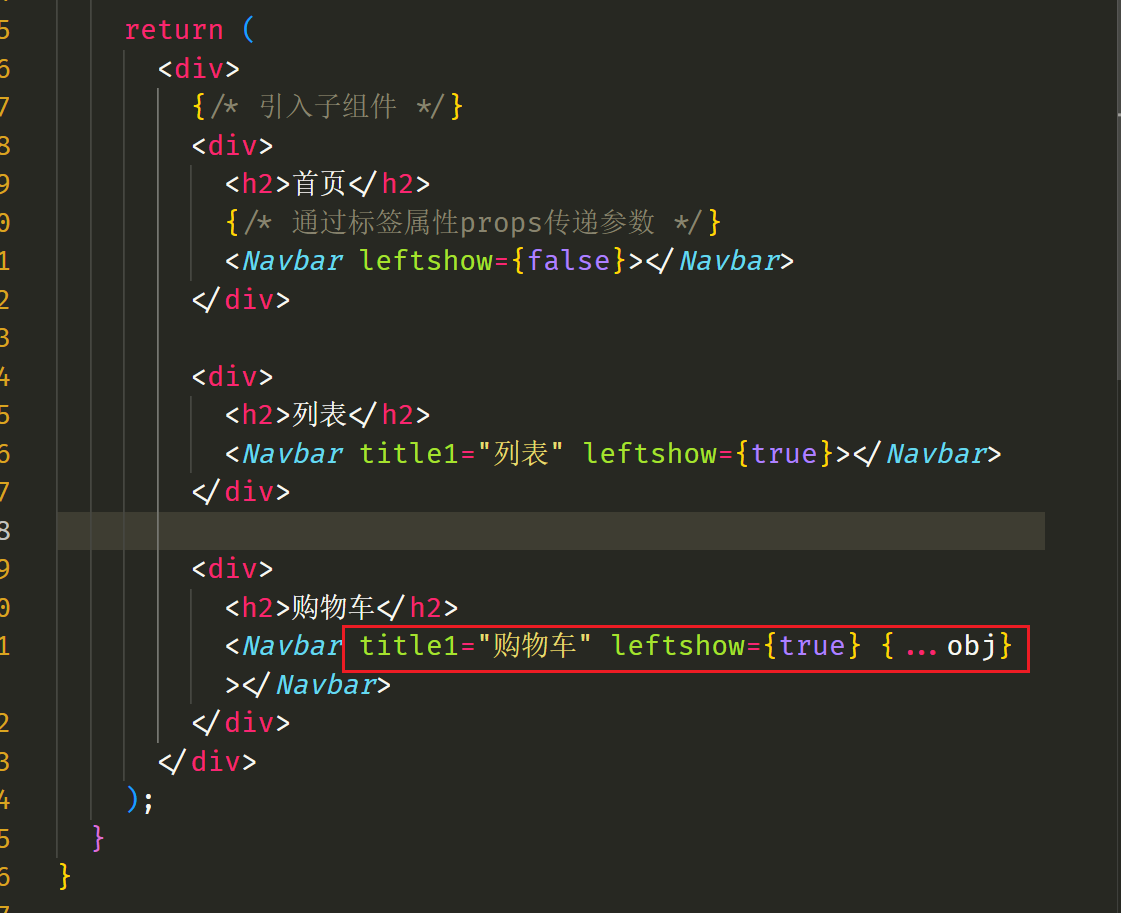 5 return (
6 <div>
7 {/* 引入子组件 */}
8 <div>
9 <h2>首页</h2>
0 {/* 通过标签属性props传递参数 */}
1 <Navbar leftshow={false}></Navbar>
2 </div>
3
4 <div>
5 <h2>列表</h2>
6 <Navbar title1="列表" leftshow={true}></Navbar>
7 </div>
8
9 <div>
0 <h2>购物车</h2>
1 <Navbar title1="购物车" leftshow={true} {...obj}
></Navbar>
2 </div>
3 </div>
4 );
5 }
6 }